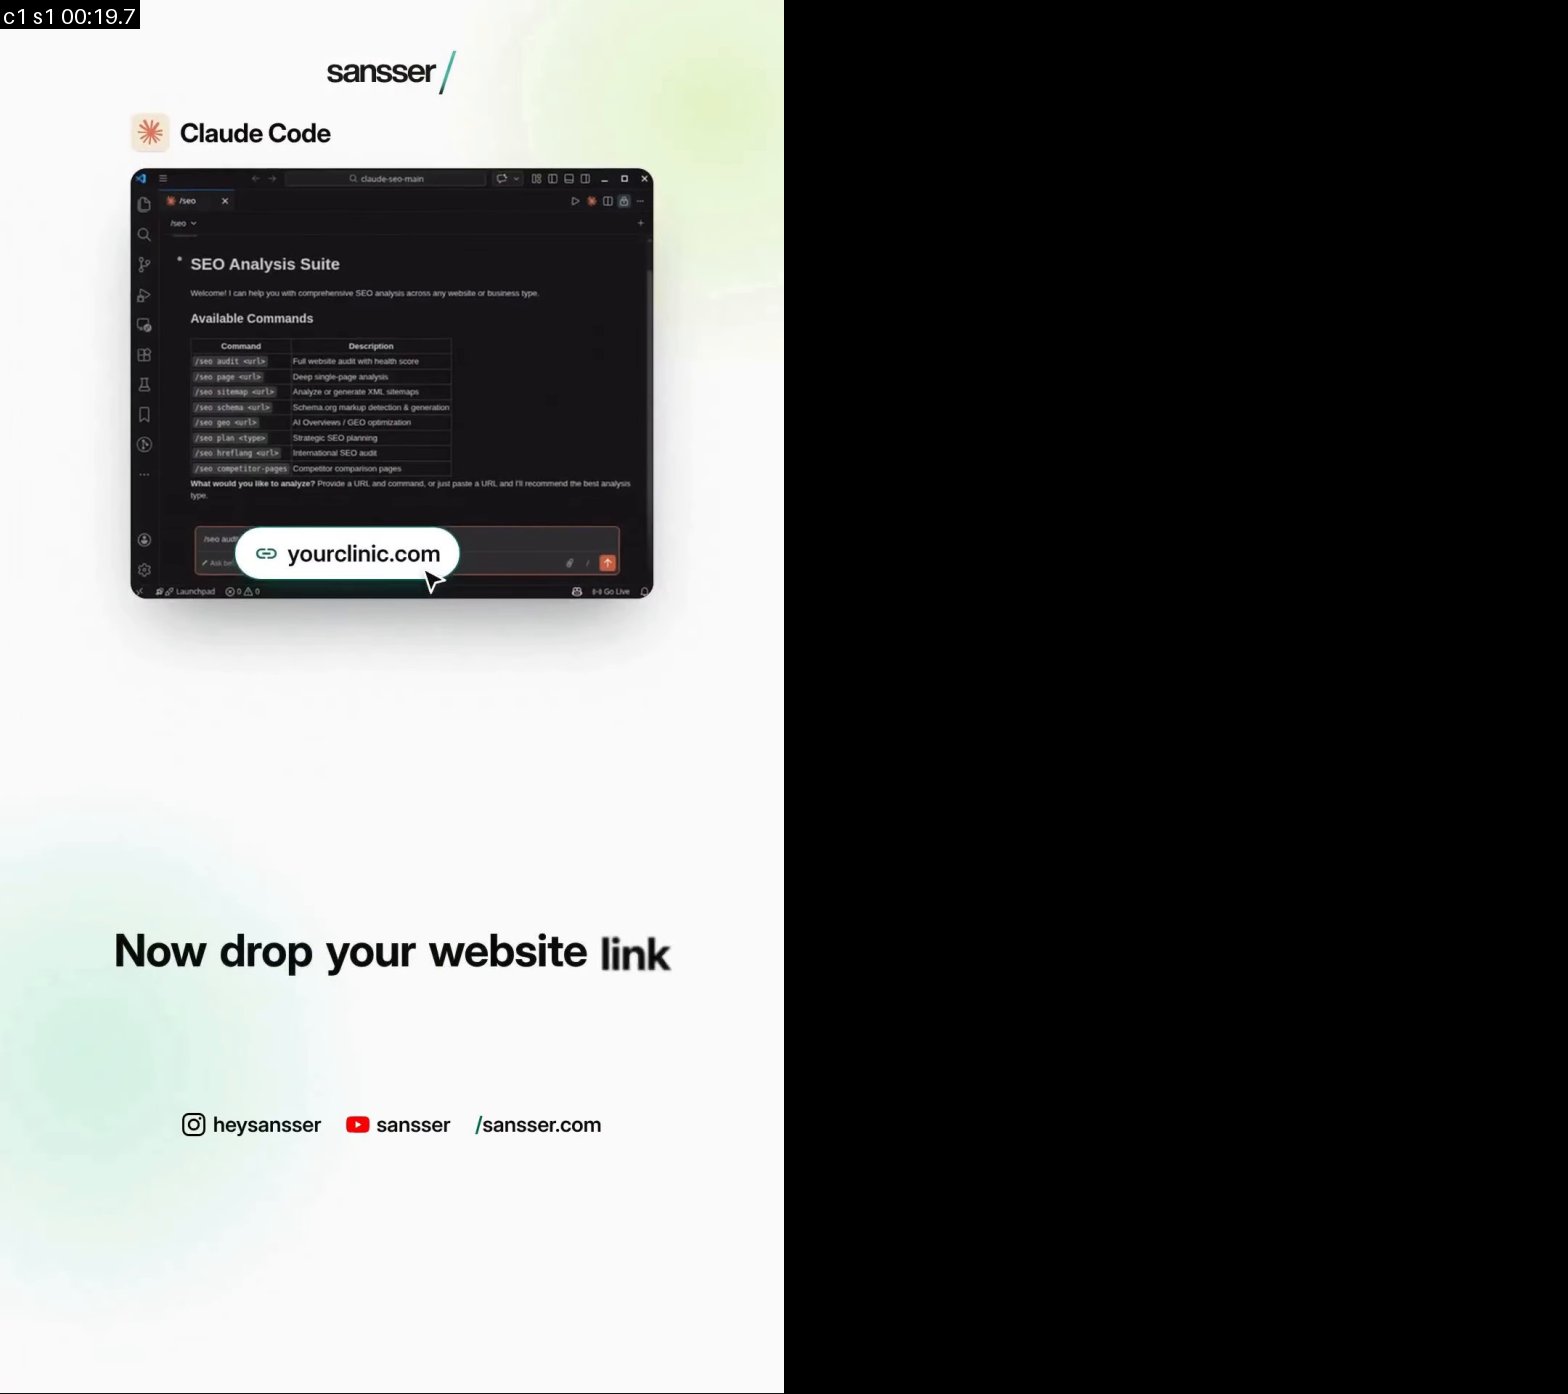 c1 s1 00:19.7
sansser/
Claude Code
claude-seo-main
/seo
/seo
SEO Analysis Suite
Welcome! I can help you with comprehensive SEO analysis across any website or business type.
Available Commands
Command Description
/seo audit <url> Full website audit with health score
/seo page <url> Deep single-page analysis
/seo sitemap <url> Analyze or generate XML sitemaps
/seo schema <url> Schema.org markup detection & generation
/seo geo <url> AI Overviews / GEO optimization
/seo plan <type> Strategic SEO planning
/seo hreflang <url> International SEO audit
/seo competitor-pages Competitor comparison pages
What would you like to analyze? Provide a URL and command, or just paste a URL and I'll recommend the best analysis
type.
/seo
yourclinic.com
Ask
Launchpad 0 0 Go Live
Now drop your website link
heysansser sansser /sansser.com